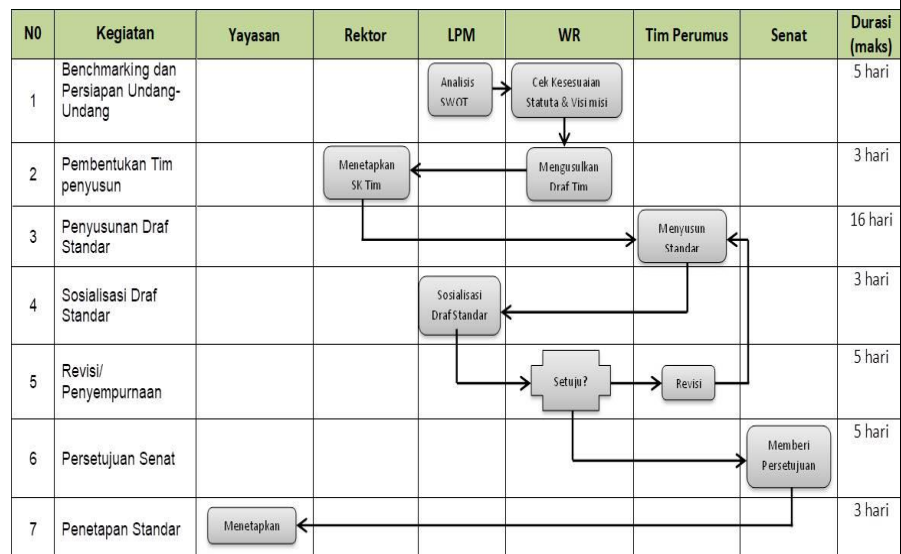 N0 Kegiatan Yayasan Rektor LPM WR Tim Perumus Senat Durasi
(maks)
1
Benchmarking dan
Persiapan Undang-
Undang
Analisis
SWOT
Cek Kesesuaian
Statuta & Visi misi
5 hari
2
Pembentukan Tim
penyusun
Menetapkan
SK Tim
Mengusulkan
Draf Tim
3 hari
3
Penyusunan Draf
Standar
Menyusun
Standar
16 hari
4
Sosialisasi Draf
Standar
Sosialisasi
Draf Standar
3 hari
5
Revisi/
Penyempurnaan
Setuju?
Revisi
5 hari
6
Persetujuan Senat
Memberi
Persetujuan
5 hari
7
Penetapan Standar
Menetapkan
3 hari